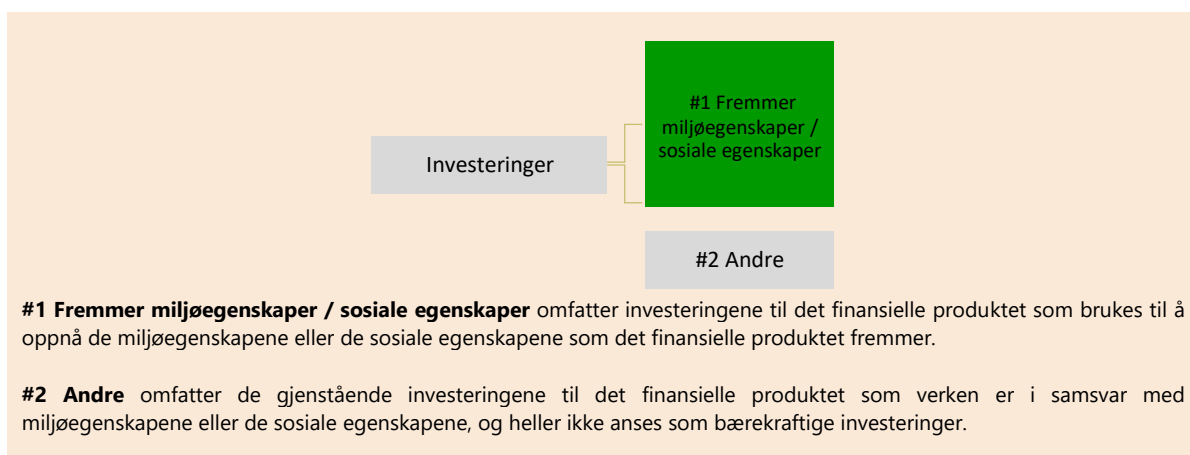 #1 Fremmer
miljøegenskaper /
sosiale egenskaper
Investeringer
#2 Andre
#1 Fremmer miljøegenskaper / sosiale egenskaper omfatter investeringene til det finansielle produktet som brukes til å
oppnå de miljøegenskapene eller de sosiale egenskapene som det finansielle produktet fremmer.
#2 Andre omfatter de gjenstående investeringene til det finansielle produktet som verken er i samsvar med
miljøegenskapene eller de sosiale egenskapene, og heller ikke anses som bærekraftige investeringer.